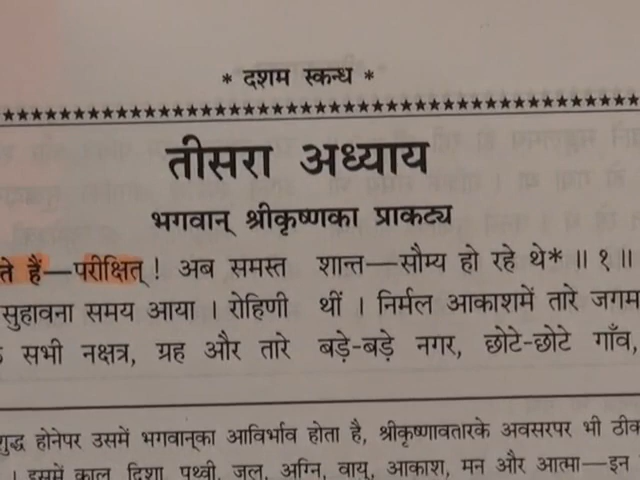 * दशम स्कन्ध *
तीसरा अध्याय
भगवान् श्रीकृष्णका प्राकट्य
ते हैं—परीक्षित् ! अब समस्त
सुहावना समय आया । रोहिणी
सभी नक्षत्र, ग्रह और तारे
शान्त—सौम्य हो रहे थे* ॥ १ ॥
थीं । निर्मल आकाशमें तारे जगम
बड़े-बड़े नगर, छोटे-छोटे गाँव,
शुद्ध होनेपर उसमें भगवान्‌का आविर्भाव होता है, श्रीकृष्णावतारके अवसरपर भी ठीक
। इसमें काल, दिशा, पृथ्वी, जल, अग्नि, वायु, आकाश, मन और आत्मा—इन